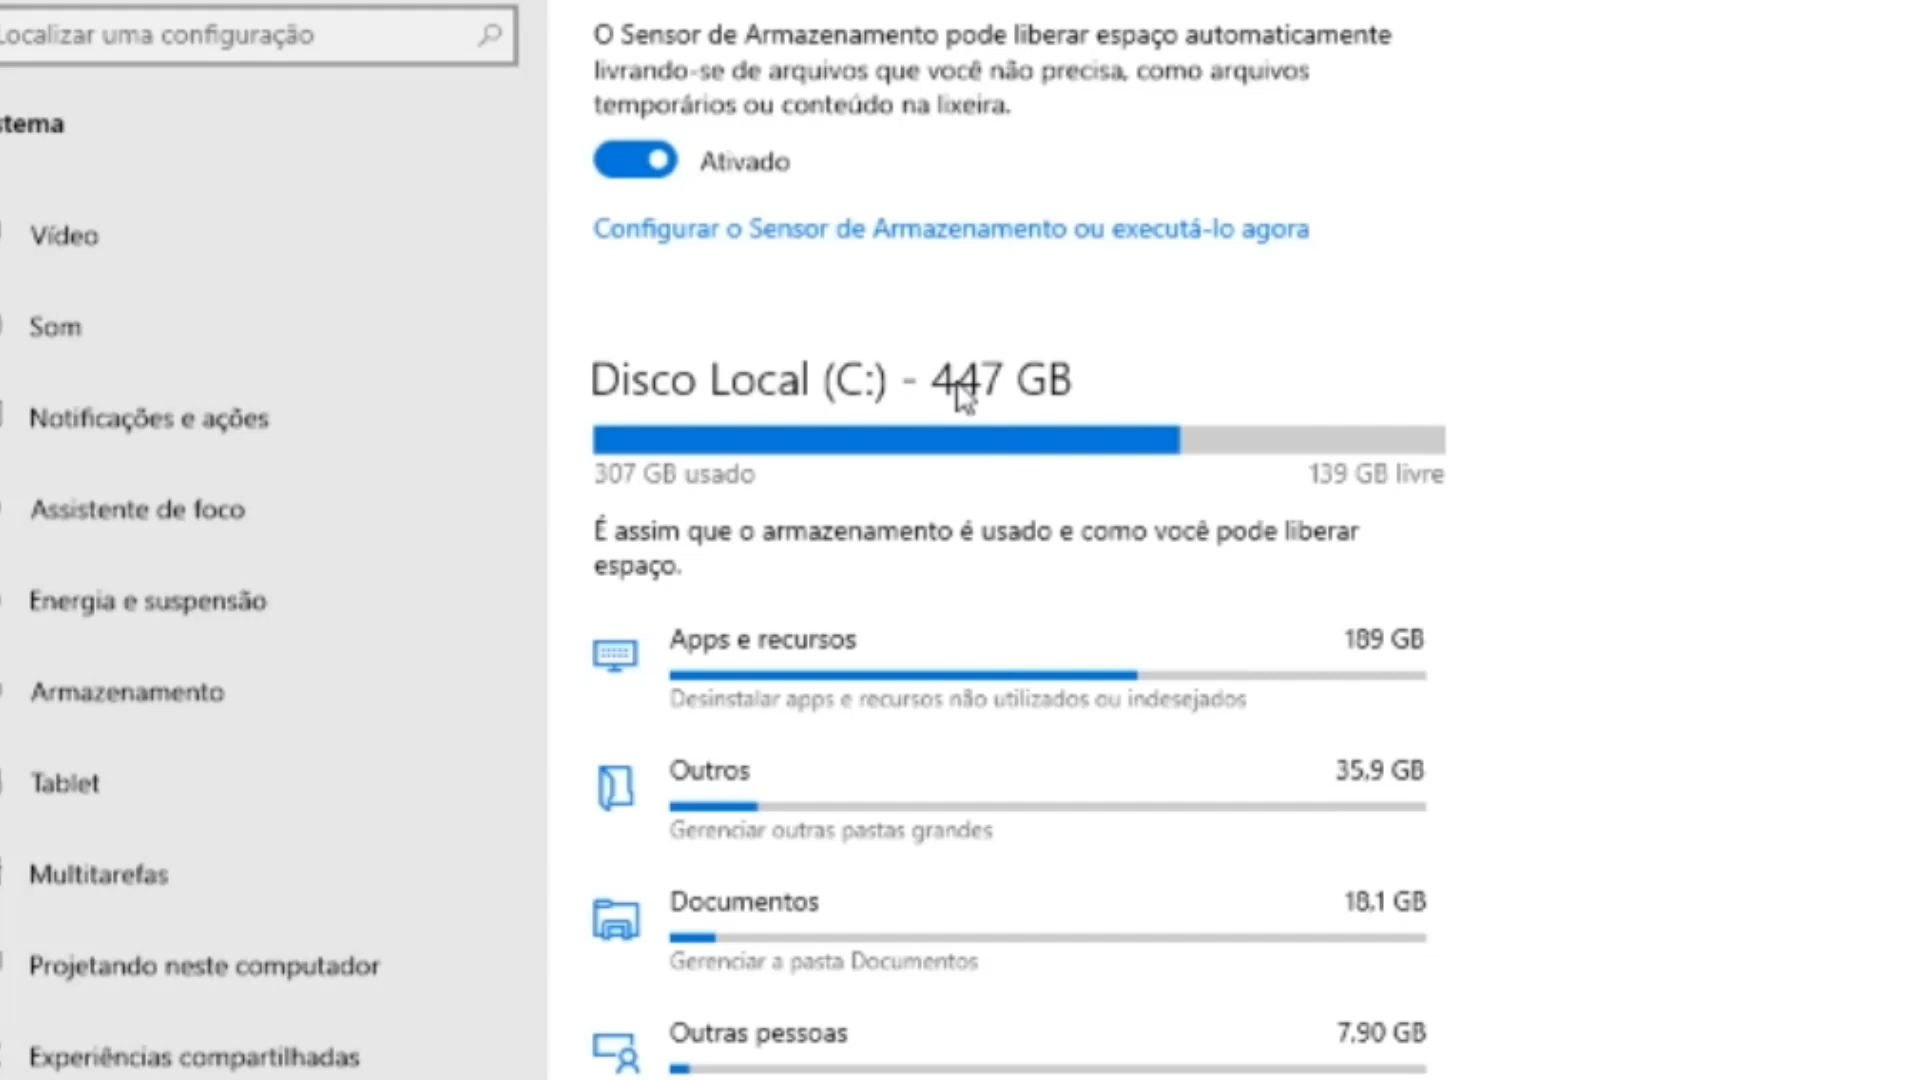 Localizar uma configuração
stema
Vídeo
Som
Notificações e ações
Assistente de foco
Energia e suspensão
Armazenamento
Tablet
Multitarefas
Projetando neste computador
Experiências compartilhadas
O Sensor de Armazenamento pode liberar espaço automaticamente
livrando-se de arquivos que você não precisa, como arquivos
temporários ou conteúdo na lixeira.
Ativado
Configurar o Sensor de Armazenamento ou executá-lo agora
Disco Local (C:) - 447 GB
307 GB usado
139 GB livre
É assim que o armazenamento é usado e como você pode liberar
espaço.
Apps e recursos
189 GB
Desinstalar apps e recursos não utilizados ou indesejados
Outros
35,9 GB
Gerenciar outras pastas grandes
Documentos
18,1 GB
Gerenciar a pasta Documentos
Outras pessoas
7,90 GB